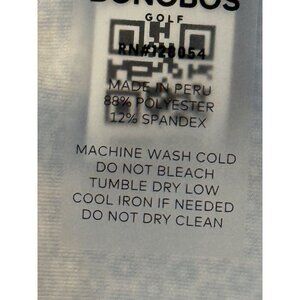 BONOBOS
GOLF
MADE IN PERU
88% POLYESTER
12% SPANDEX
MACHINE WASH COLD
DO NOT BLEACH
TUMBLE DRY LOW
COOL IRON IF NEEDED
DO NOT DRY CLEAN